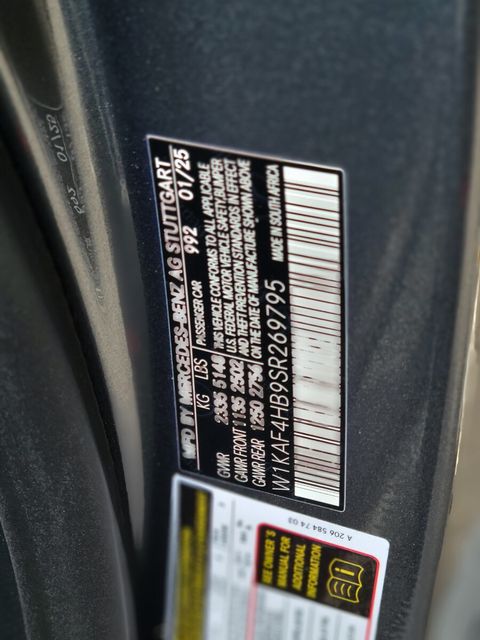 MFD BY MERCEDES-BENZ AG STUTTGART
992 01/25
KG LBS PASSENGER CAR
GVWR 2335 5148 THIS VEHICLE CONFORMS TO ALL APPLICABLE
U.S. FEDERAL MOTOR VEHICLE SAFETY, BUMPER
GAWR FRONT 1135 2502 AND THEFT PREVENTION-STANDARDS IN EFFECT
GAWR REAR 1250 2756 ON THE DATE OF MANUFACTURE SHOWN ABOVE
W1KAF4HB9SR269795 MADE IN SOUTH AFRICA
A 206 584 74 03
SEE OWNER'S
MANUAL FOR
ADDITIONAL
INFORMATION
i